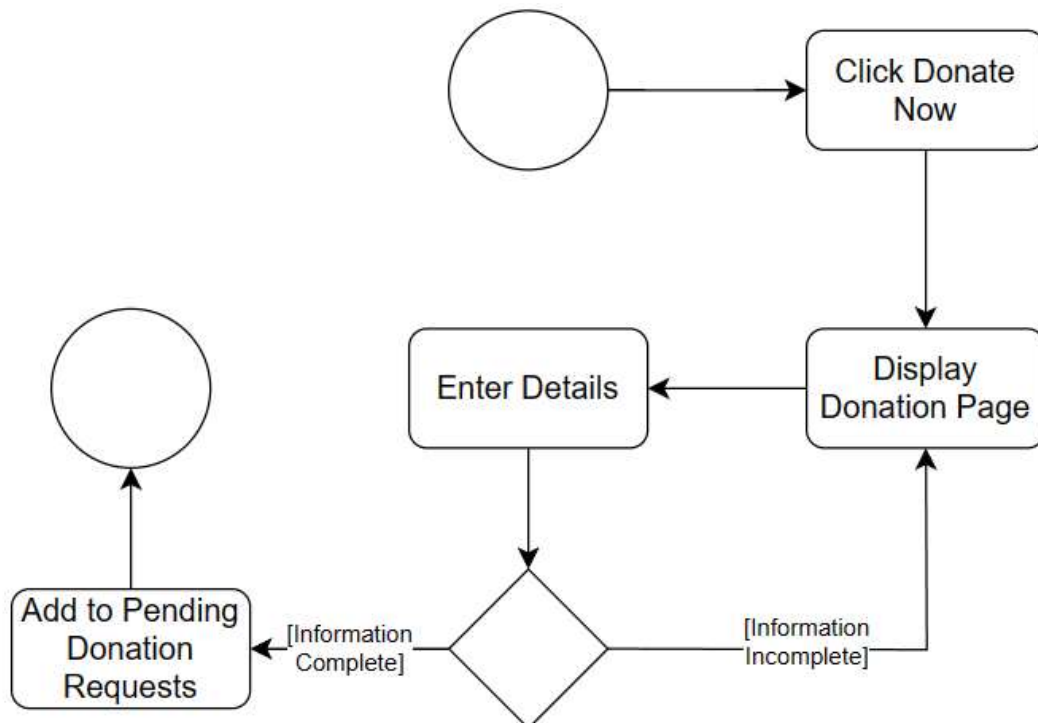 Click Donate
Now
Display
Donation Page
Enter Details
[Information
Incomplete]
[Information
Complete]
Add to Pending
Donation
Requests